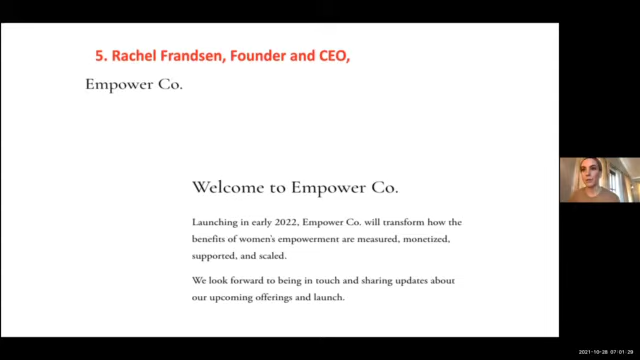 5. Rachel Frandsen, Founder and CEO,
Empower Co.
Welcome to Empower Co.
Launching in early 2022, Empower Co. will transform how the
benefits of women's empowerment are measured, monetized,
supported, and scaled.
We look forward to being in touch and sharing updates about
our upcoming offerings and launch.
2021-10-28 07:01:29